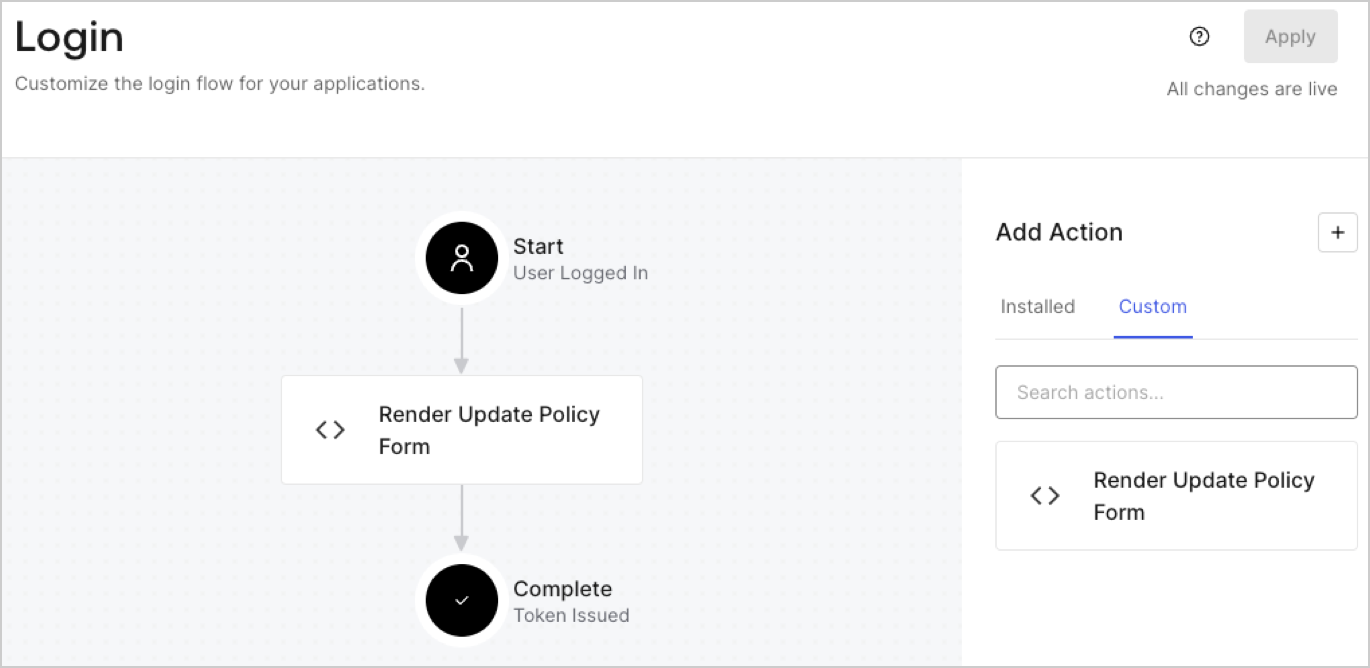 Login
Apply
Customize the login flow for your applications.
All changes are live
Start
User Logged In
Render Update Policy
Form
Complete
Token Issued
Add Action
Installed
Custom
Search actions...
Render Update Policy
Form